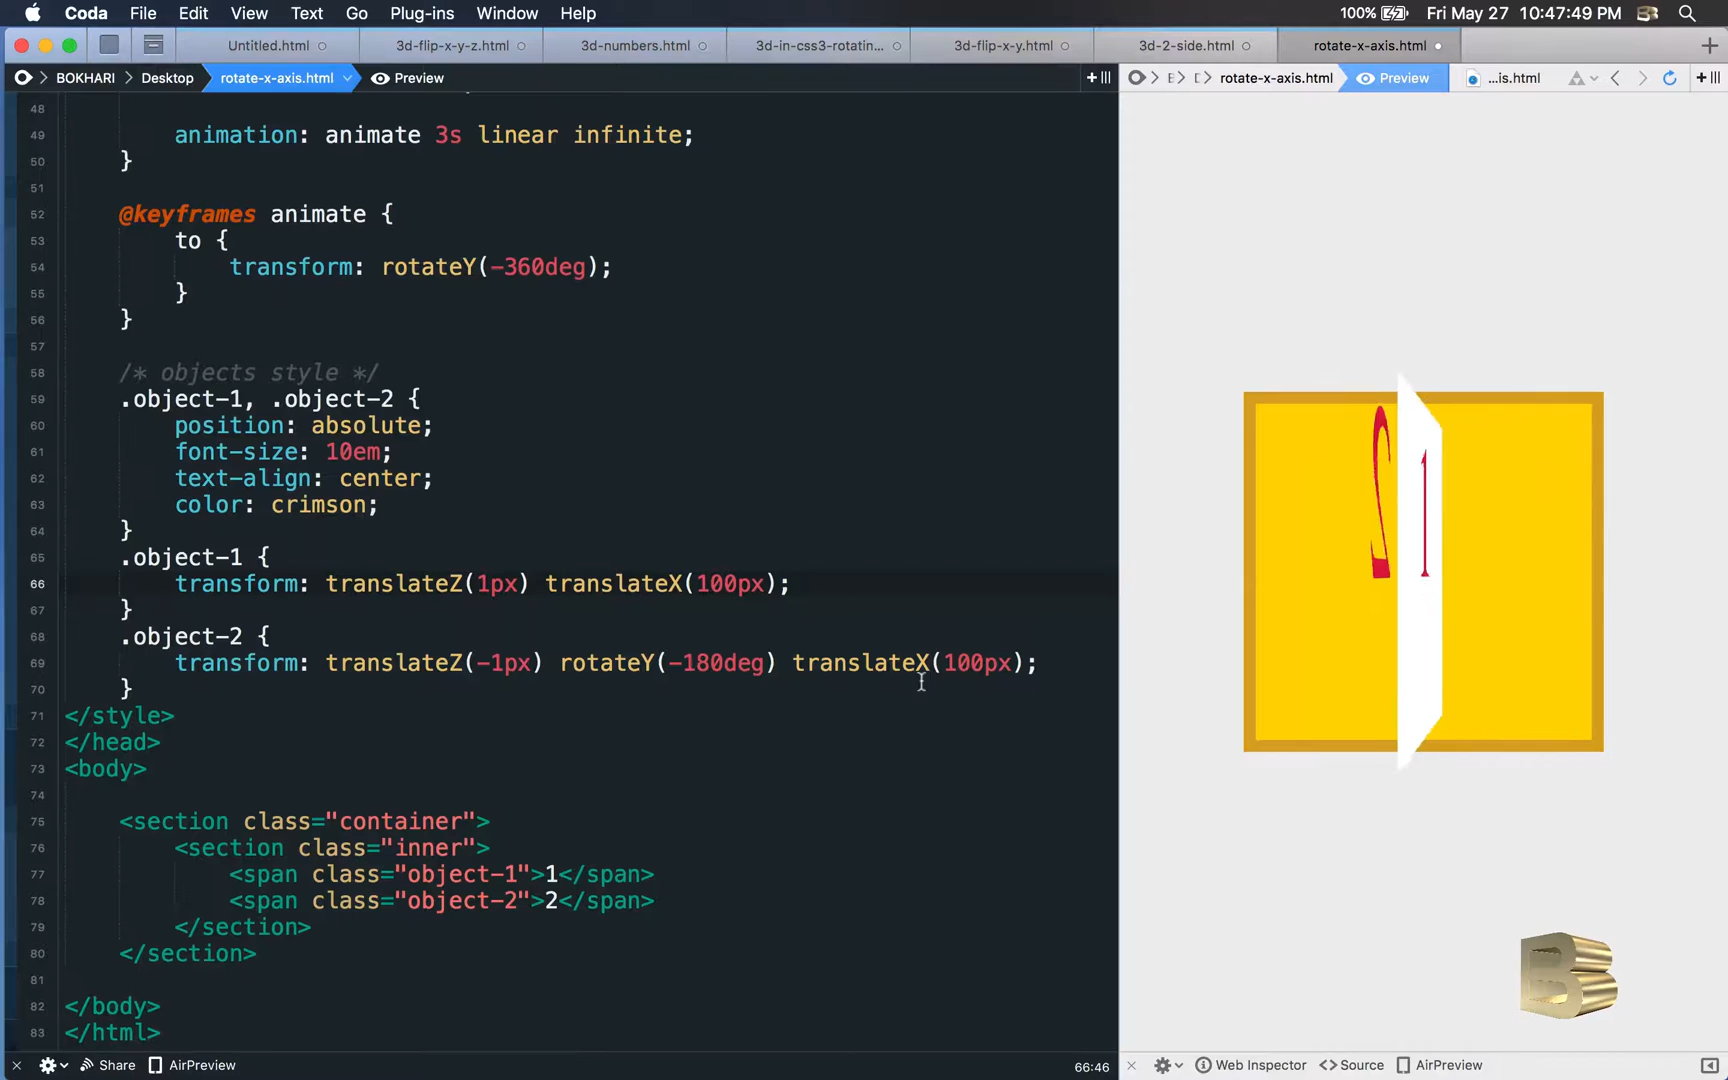 Coda File Edit View Text Go Plug-ins Window Help 100% Fri May 27 10:47:49 PM
Untitled.html 3d-flip-x-y-z.html 3d-numbers.html 3d-in-css3-rotatin... 3d-flip-x-y.html 3d-2-side.html rotate-x-axis.html
BOKHARI Desktop rotate-x-axis.html Preview rotate-x-axis.html Preview ...is.html
48
49 animation: animate 3s linear infinite;
50 }
51
52 @keyframes animate {
53 to {
54 transform: rotateY(-360deg);
55 }
56 }
57
58 /* objects style */
59 .object-1, .object-2 {
60 position: absolute;
61 font-size: 10em;
62 text-align: center;
63 color: crimson;
64 }
65 .object-1 {
66 transform: translateZ(1px) translateX(100px);
67 }
68 .object-2 {
69 transform: translateZ(-1px) rotateY(-180deg) translateX(100px);
70 }
71 </style>
72 </head>
73 <body>
74
75 <section class="container">
76 <section class="inner">
77 <span class="object-1">1</span>
78 <span class="object-2">2</span>
79 </section>
80 </section>
81
82 </body>
83 </html>
2 1
B
Share AirPreview 66:46 Web Inspector Source AirPreview